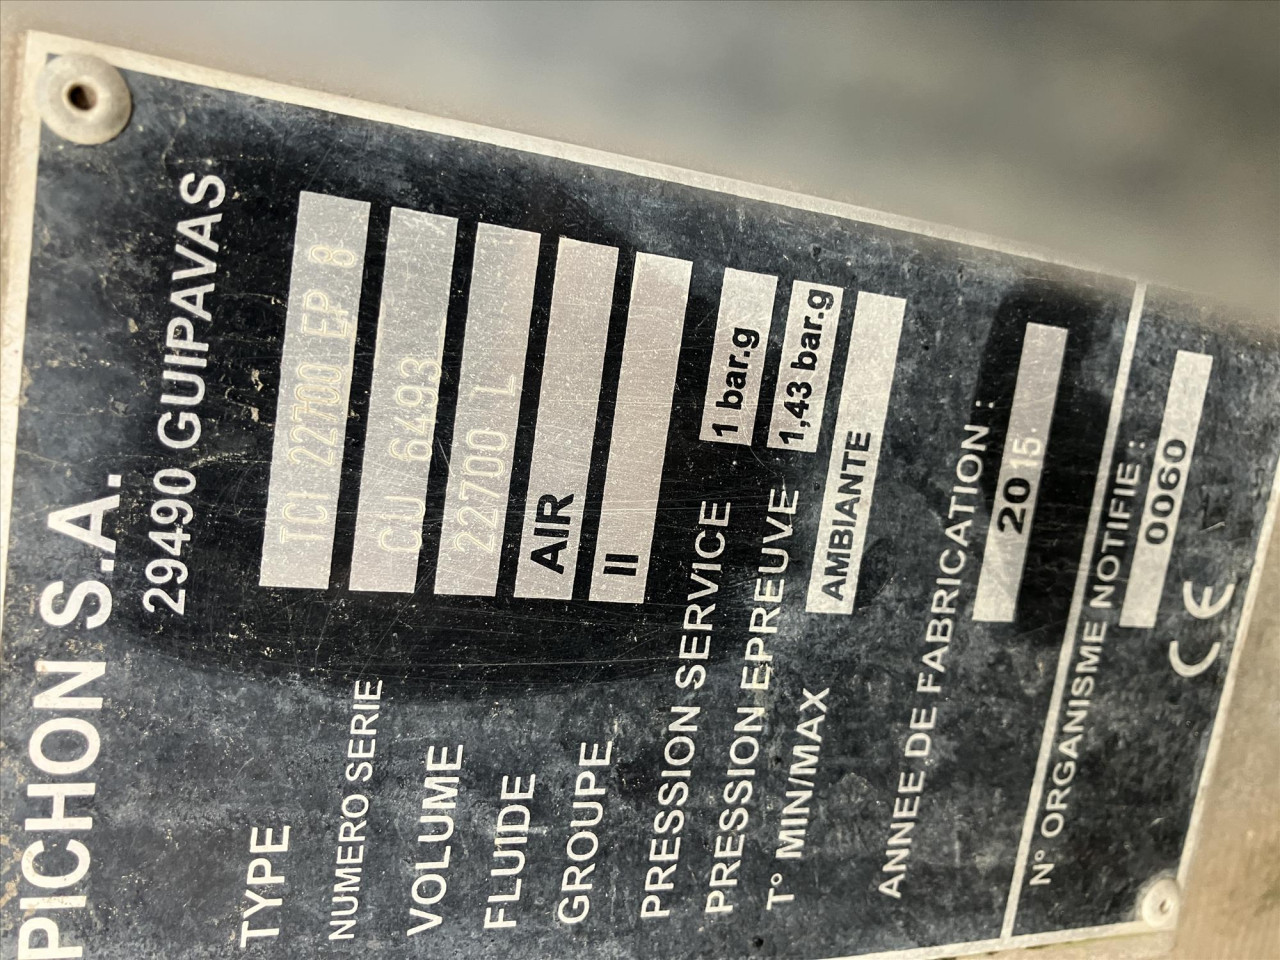 PICHON S.A.
29490 GUIPAVAS
TYPE TCI 22700 EP 8
NUMERO SERIE CU 6493
VOLUME 22700 L
FLUIDE AIR
GROUPE II
PRESSION SERVICE 1 bar.g
PRESSION EPREUVE 1,43 bar.g
T° MIN/MAX AMBIANTE
ANNEE DE FABRICATION : 2015
N° ORGANISME NOTIFIE : 0060
CE